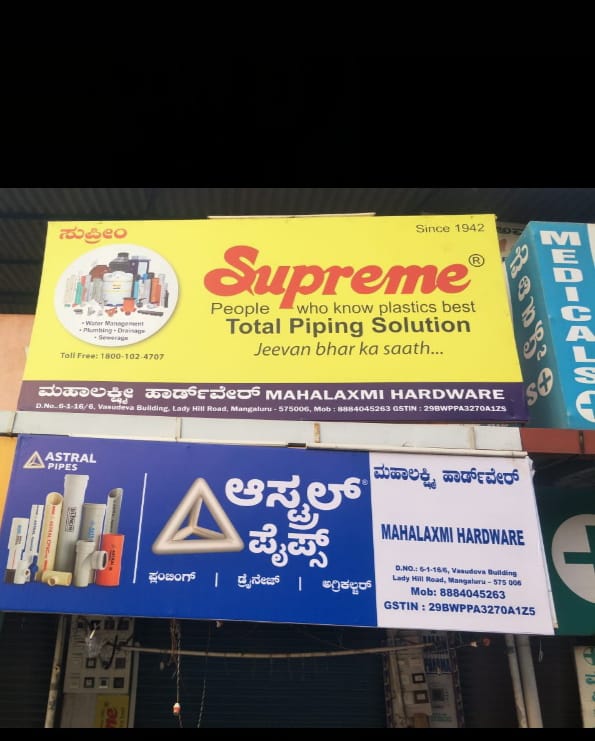 ಸುಪ್ರೀಂ
Since 1942
Supreme®
People who know plastics best
Total Piping Solution
Jeevan bhar ka saath...
• Water Management
• Plumbing • Drainage
• Sewerage
Toll Free: 1800-102-4707
ಮಹಾಲಕ್ಷ್ಮೀ ಹಾರ್ಡ್‌ವೇರ್ MAHALAXMI HARDWARE
D.No.:6-1-16/6, Vasudeva Building, Lady Hill Road, Mangaluru - 575006, Mob : 8884045263 GSTIN : 29BWPPA3270A1Z5
ಮೆಡಿಕಲ್ಸ್
MEDICALS
ASTRAL
PIPES
ಆಸ್ಟ್ರಲ್®
ಪೈಪ್ಸ್
ಪ್ಲಂಬಿಂಗ್ | ಡ್ರೈನೇಜ್ | ಅಗ್ರಿಕಲ್ಚರ್
ಮಹಾಲಕ್ಷ್ಮಿ ಹಾರ್ಡ್‌ವೇರ್
MAHALAXMI HARDWARE
D.NO.: 6-1-16/6, Vasudeva Building
Lady Hill Road, Mangaluru – 575 006
Mob: 8884045263
GSTIN : 29BWPPA3270A1Z5